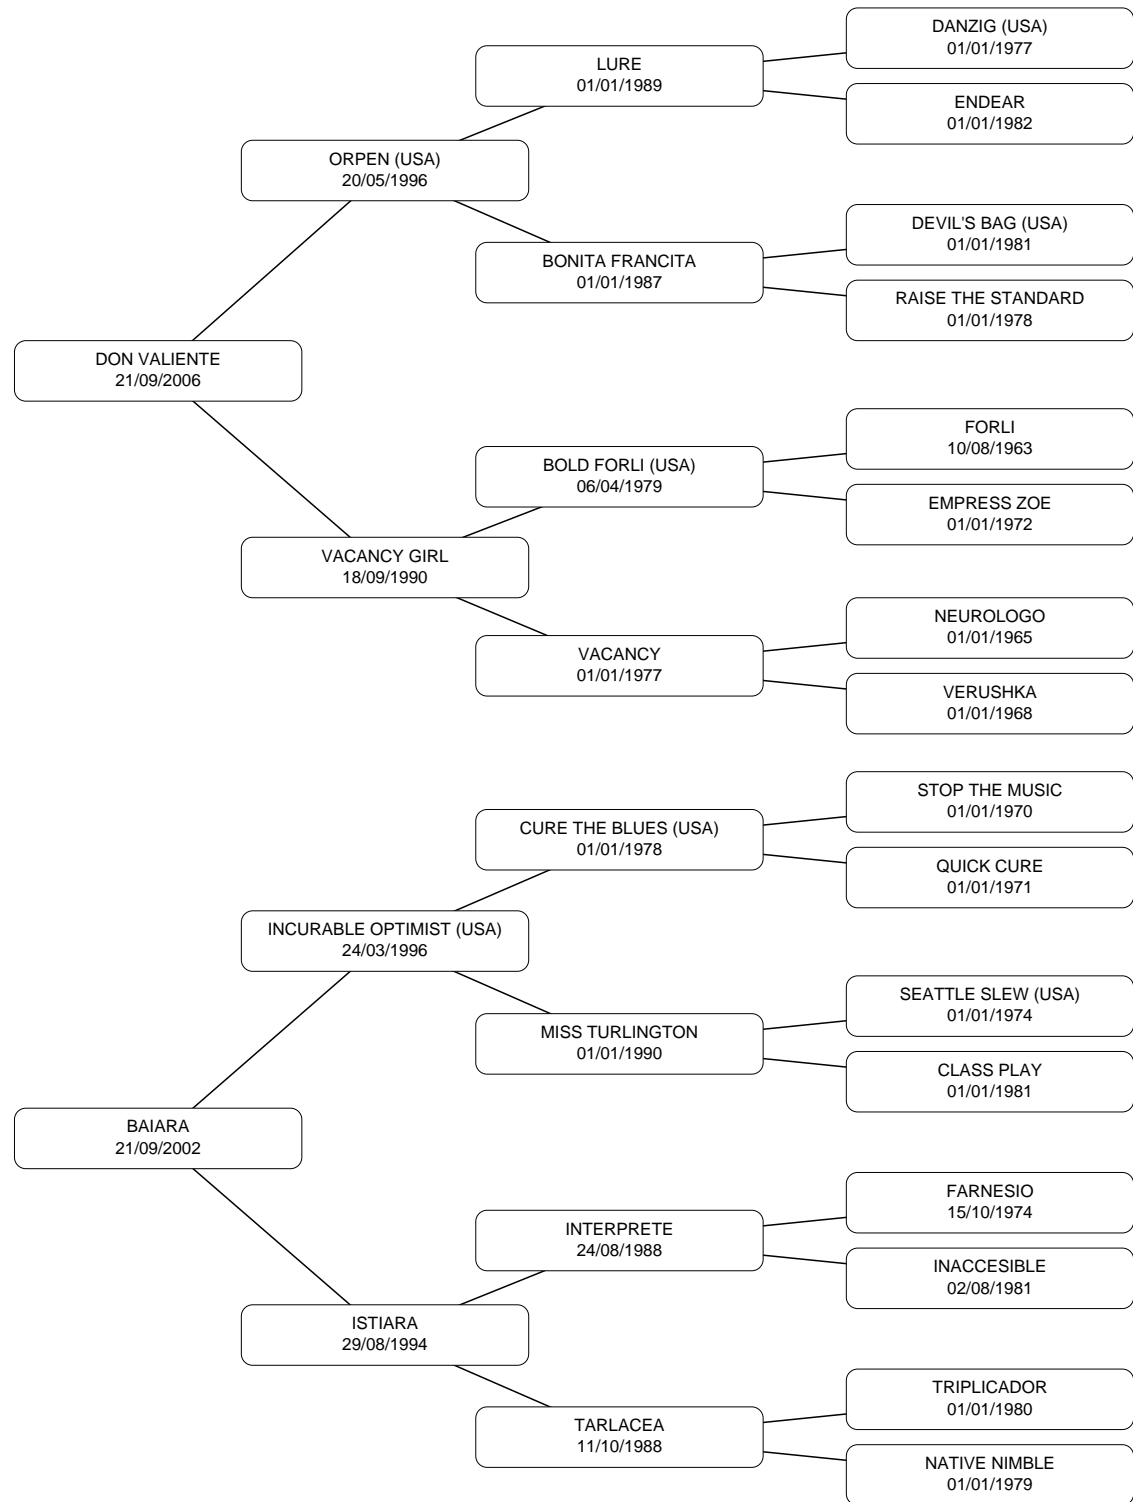 DANZIG (USA)
01/01/1977
LURE
01/01/1989
ENDEAR
01/01/1982
ORPEN (USA)
20/05/1996
DEVIL'S BAG (USA)
01/01/1981
BONITA FRANCITA
01/01/1987
RAISE THE STANDARD
01/01/1978
DON VALIENTE
21/09/2006
FORLI
10/08/1963
BOLD FORLI (USA)
06/04/1979
EMPRESS ZOE
01/01/1972
VACANCY GIRL
18/09/1990
NEUROLOGO
01/01/1965
VACANCY
01/01/1977
VERUSHKA
01/01/1968
STOP THE MUSIC
01/01/1970
CURE THE BLUES (USA)
01/01/1978
QUICK CURE
01/01/1971
INCURABLE OPTIMIST (USA)
24/03/1996
SEATTLE SLEW (USA)
01/01/1974
MISS TURLINGTON
01/01/1990
CLASS PLAY
01/01/1981
BAIARA
21/09/2002
FARNESIO
15/10/1974
INTERPRETE
24/08/1988
INACCESIBLE
02/08/1981
ISTIARA
29/08/1994
TRIPLICADOR
01/01/1980
TARLACEA
11/10/1988
NATIVE NIMBLE
01/01/1979